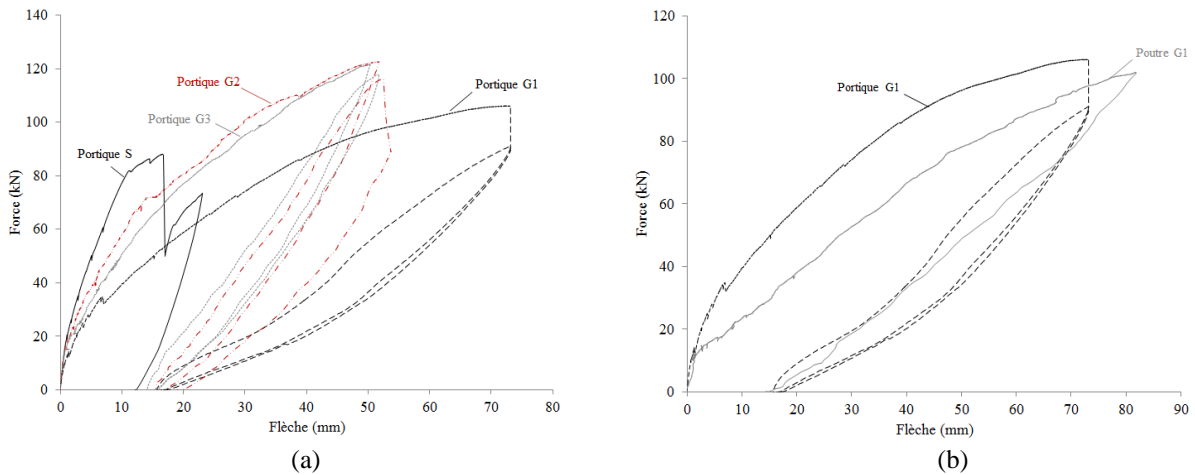 140
120
100
80
60
40
20
0
Force (kN)
Portique G2
Portique G1
Portique G3
Portique S
0 10 20 30 40 50 60 70 80
Flèche (mm)
(a)
120
100
80
60
40
20
0
Force (kN)
Poutre G1
Portique G1
0 10 20 30 40 50 60 70 80 90
Flèche (mm)
(b)